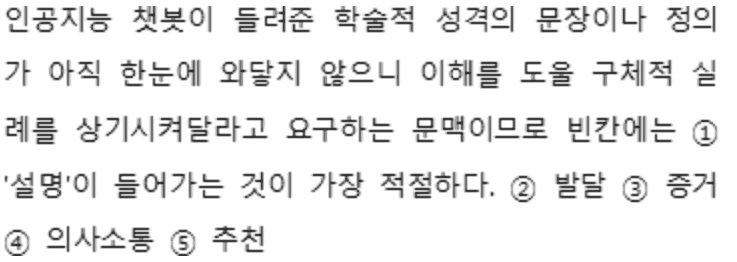 인공지능 챗봇이 들려준 학술적 성격의 문장이나 정의
가 아직 한눈에 와닿지 않으니 이해를 도울 구체적 실
례를 상기시켜달라고 요구하는 문맥이므로 빈칸에는 ①
'설명'이 들어가는 것이 가장 적절하다. ② 발달 ③ 증거
④ 의사소통 ⑤ 추천